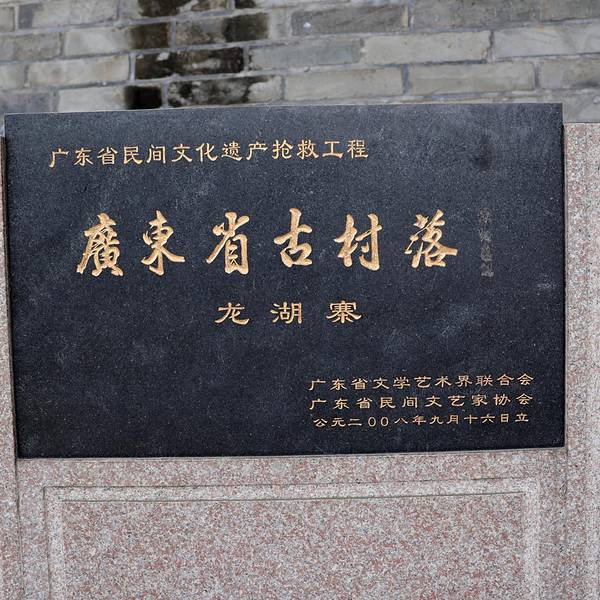 广东省民间文化遗产抢救工程
廣東省古村落
龙湖寨
广东省文学艺术界联合会
广东省民间文艺家协会
公元二00八年九月十六日立